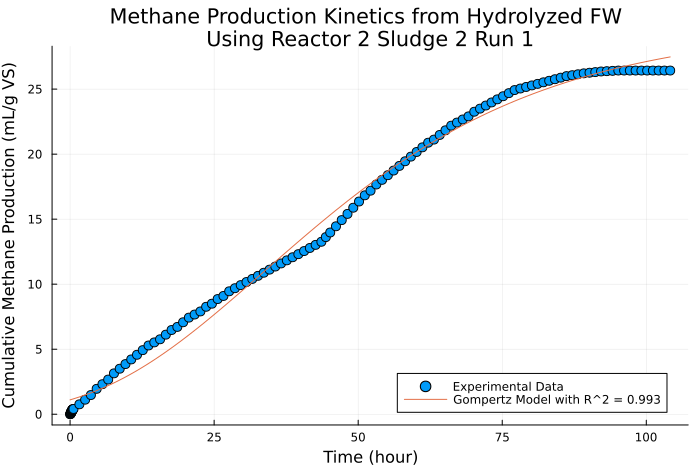 Methane Production Kinetics from Hydrolyzed FW
Using Reactor 2 Sludge 2 Run 1
Cumulative Methane Production (mL/g VS)
25
20
15
10
5
0
Experimental Data
Gompertz Model with R^2 = 0.993
0 25 50 75 100
Time (hour)